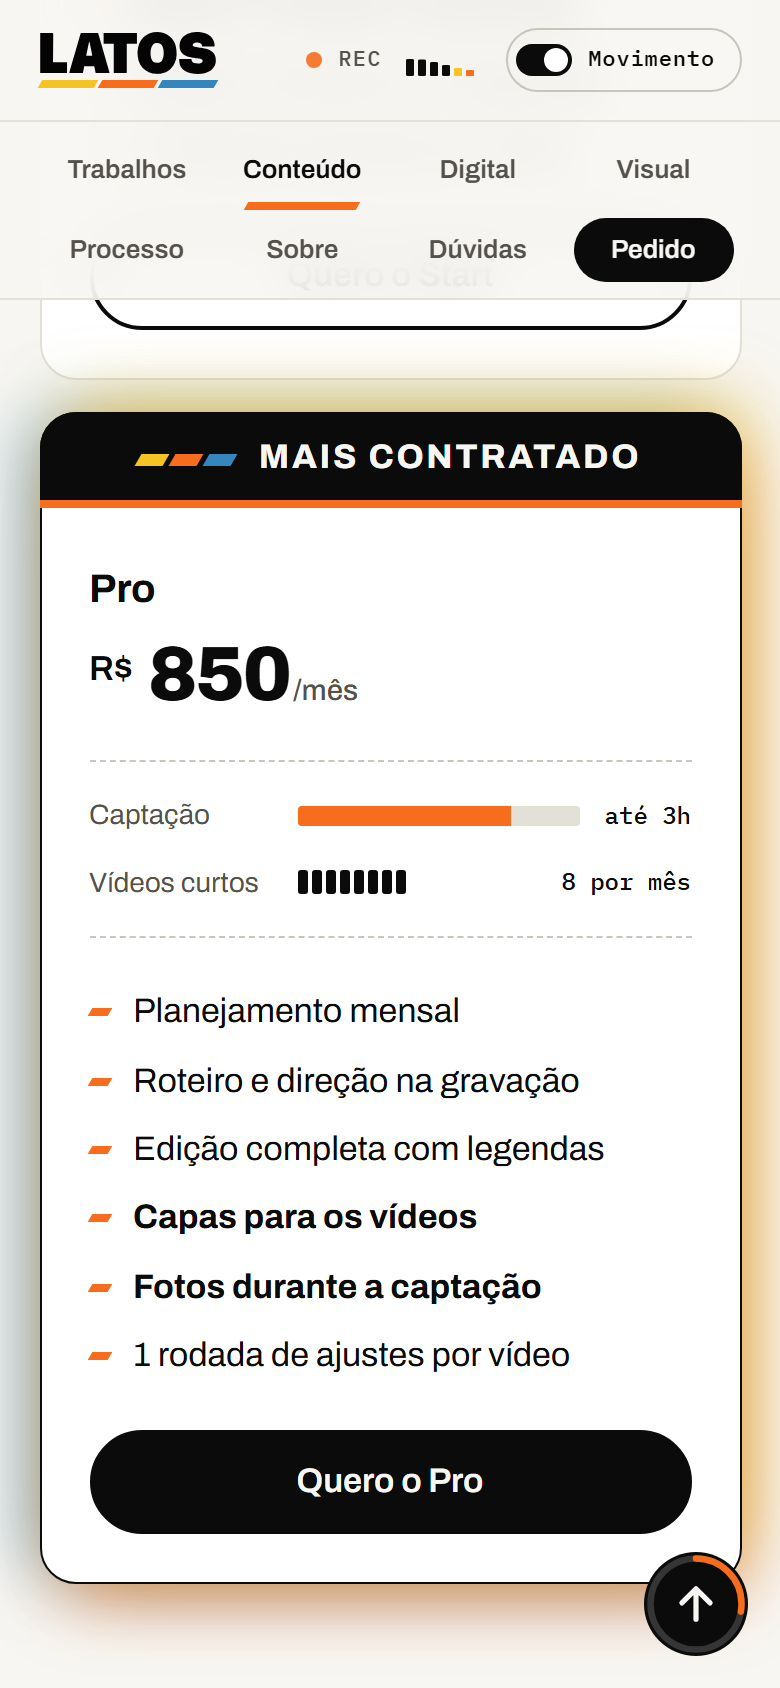 LATOS
REC
Movimento
Trabalhos Conteúdo Digital Visual
Processo Sobre Dúvidas Pedido
Quero o Start
MAIS CONTRATADO
Pro
R$ 850/mês
Captação até 3h
Vídeos curtos 8 por mês
Planejamento mensal
Roteiro e direção na gravação
Edição completa com legendas
Capas para os vídeos
Fotos durante a captação
1 rodada de ajustes por vídeo
Quero o Pro